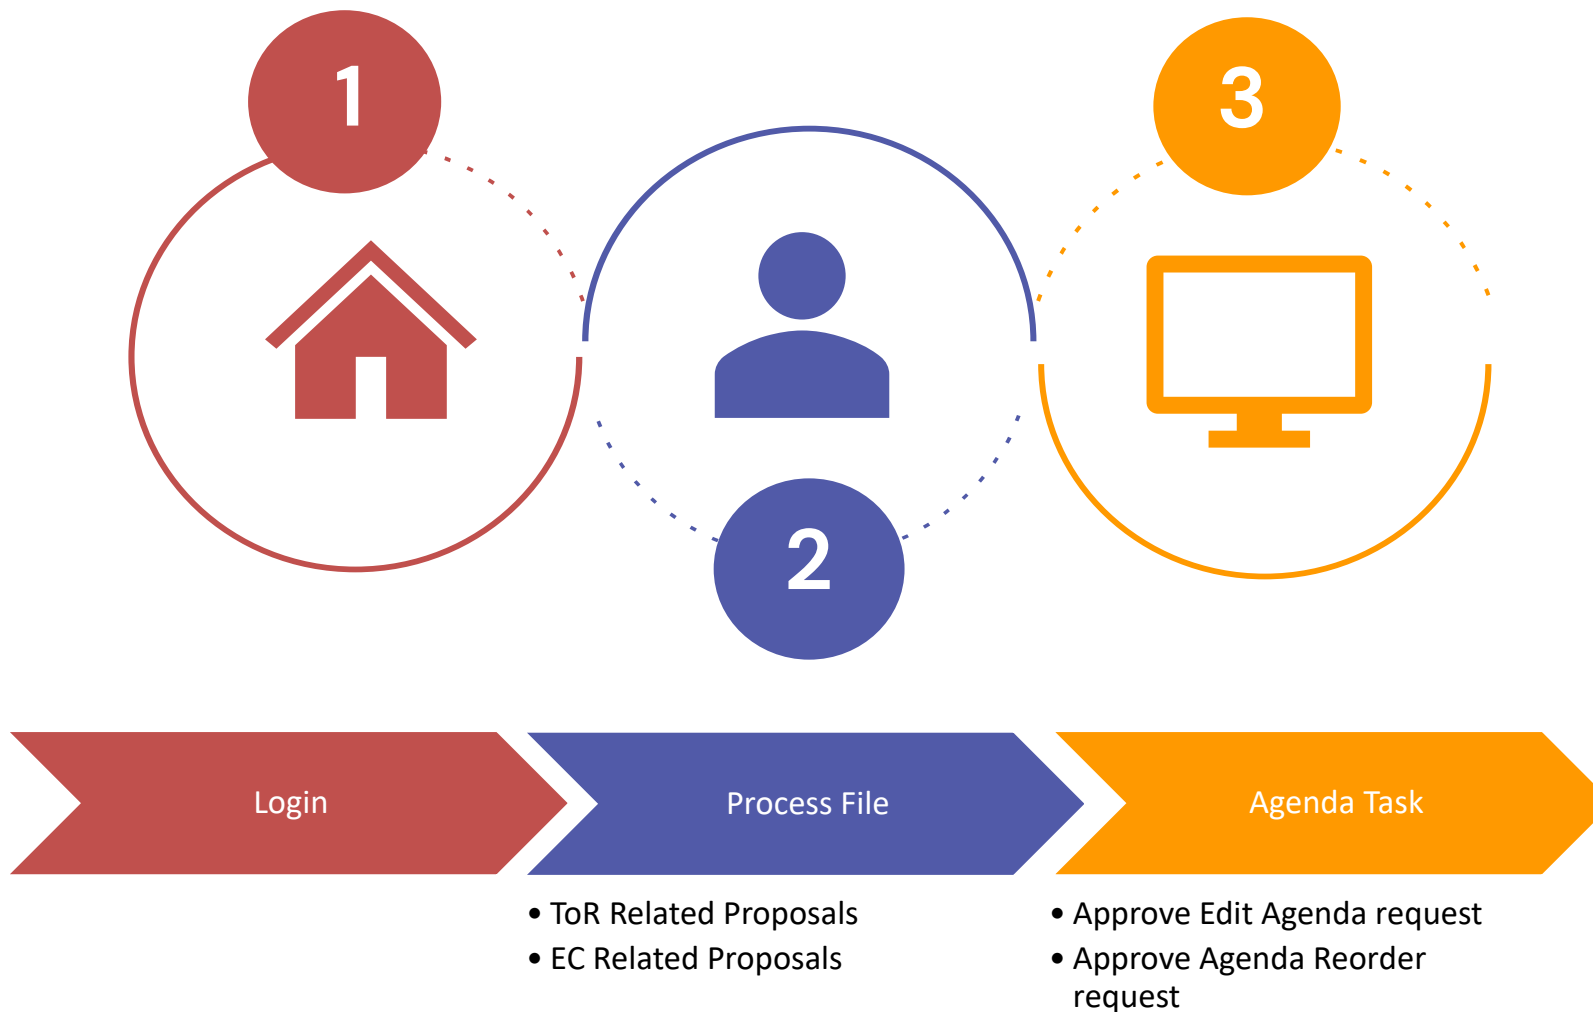 1
3
2
Login
Process File
Agenda Task
• ToR Related Proposals
• EC Related Proposals
• Approve Edit Agenda request
• Approve Agenda Reorder
request